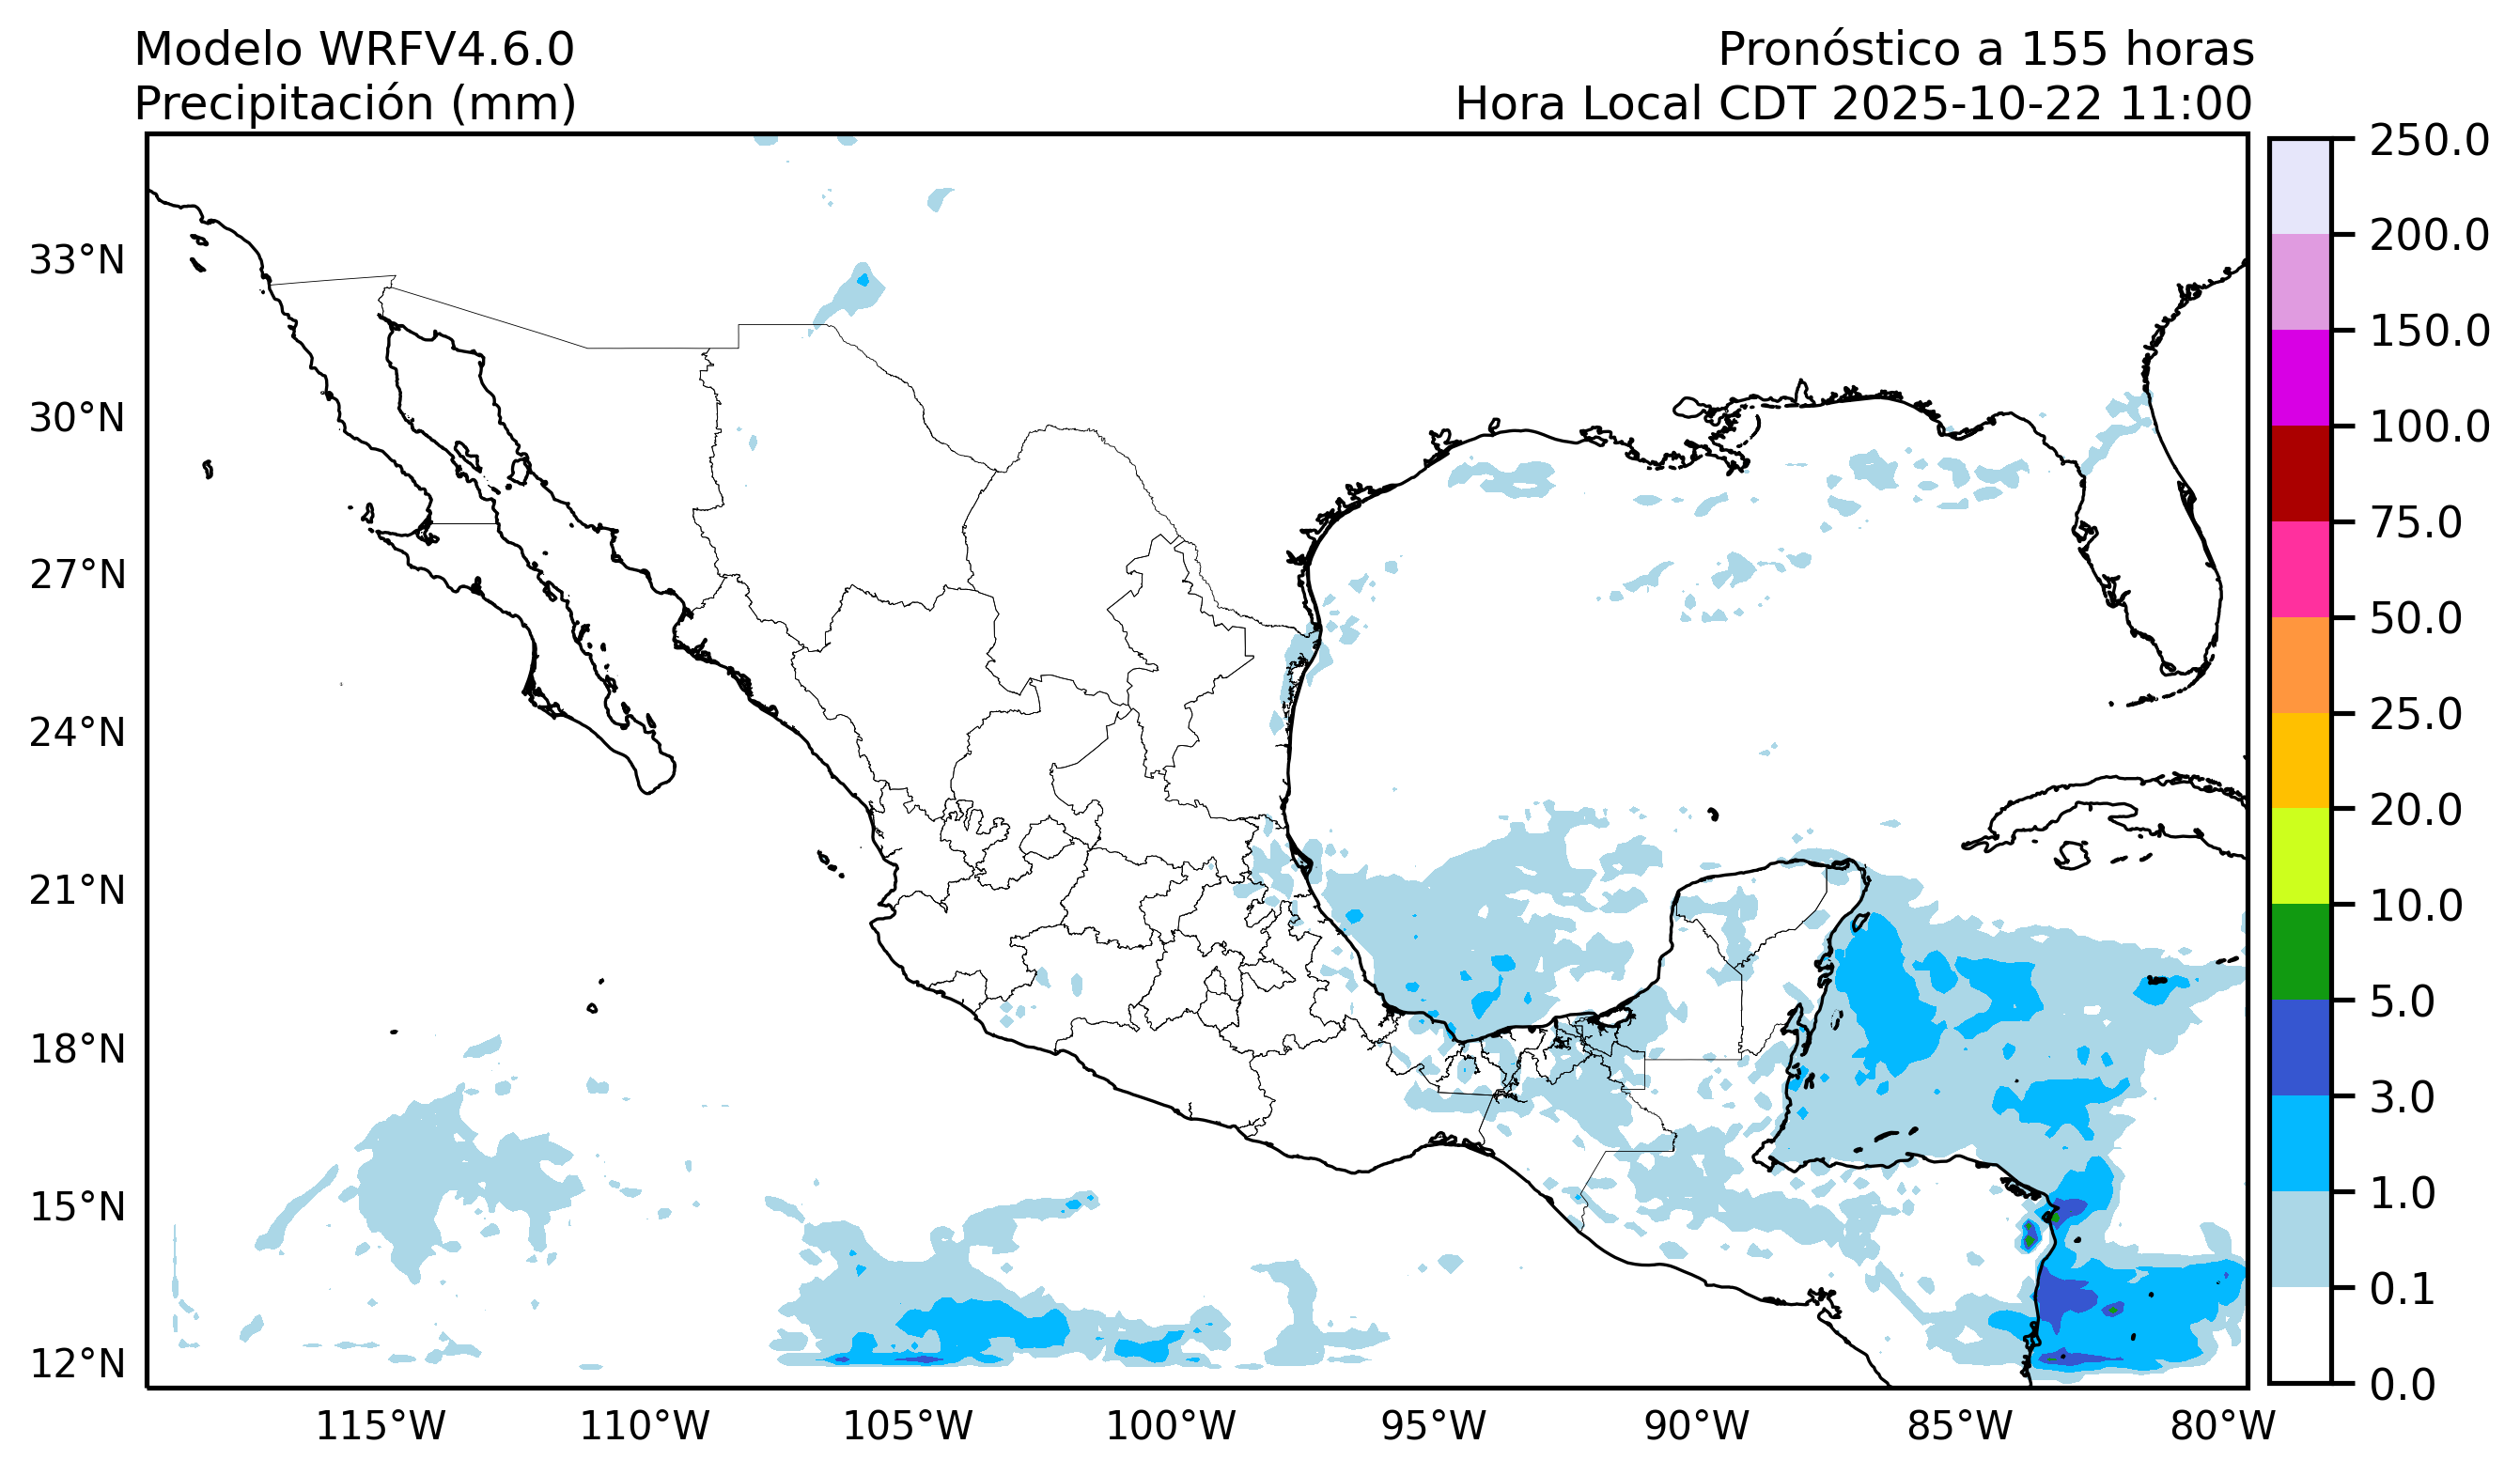 Modelo WRFV4.6.0
Precipitación (mm)
Pronóstico a 155 horas
Hora Local CDT 2025-10-22 11:00
33°N
30°N
27°N
24°N
21°N
18°N
15°N
12°N
115°W
110°W
105°W
100°W
95°W
90°W
85°W
80°W
250.0
200.0
150.0
100.0
75.0
50.0
25.0
20.0
10.0
5.0
3.0
1.0
0.1
0.0